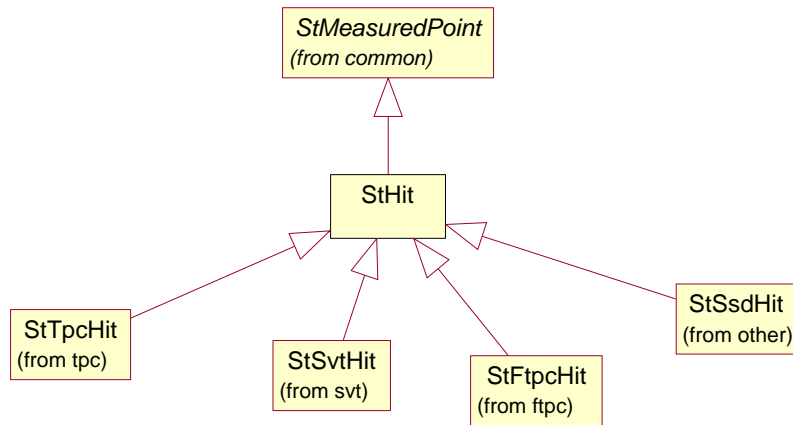 StMeasuredPoint
(from common)
StHit
StTpcHit
(from tpc)
StSvtHit
(from svt)
StFtpcHit
(from ftpc)
StSsdHit
(from other)